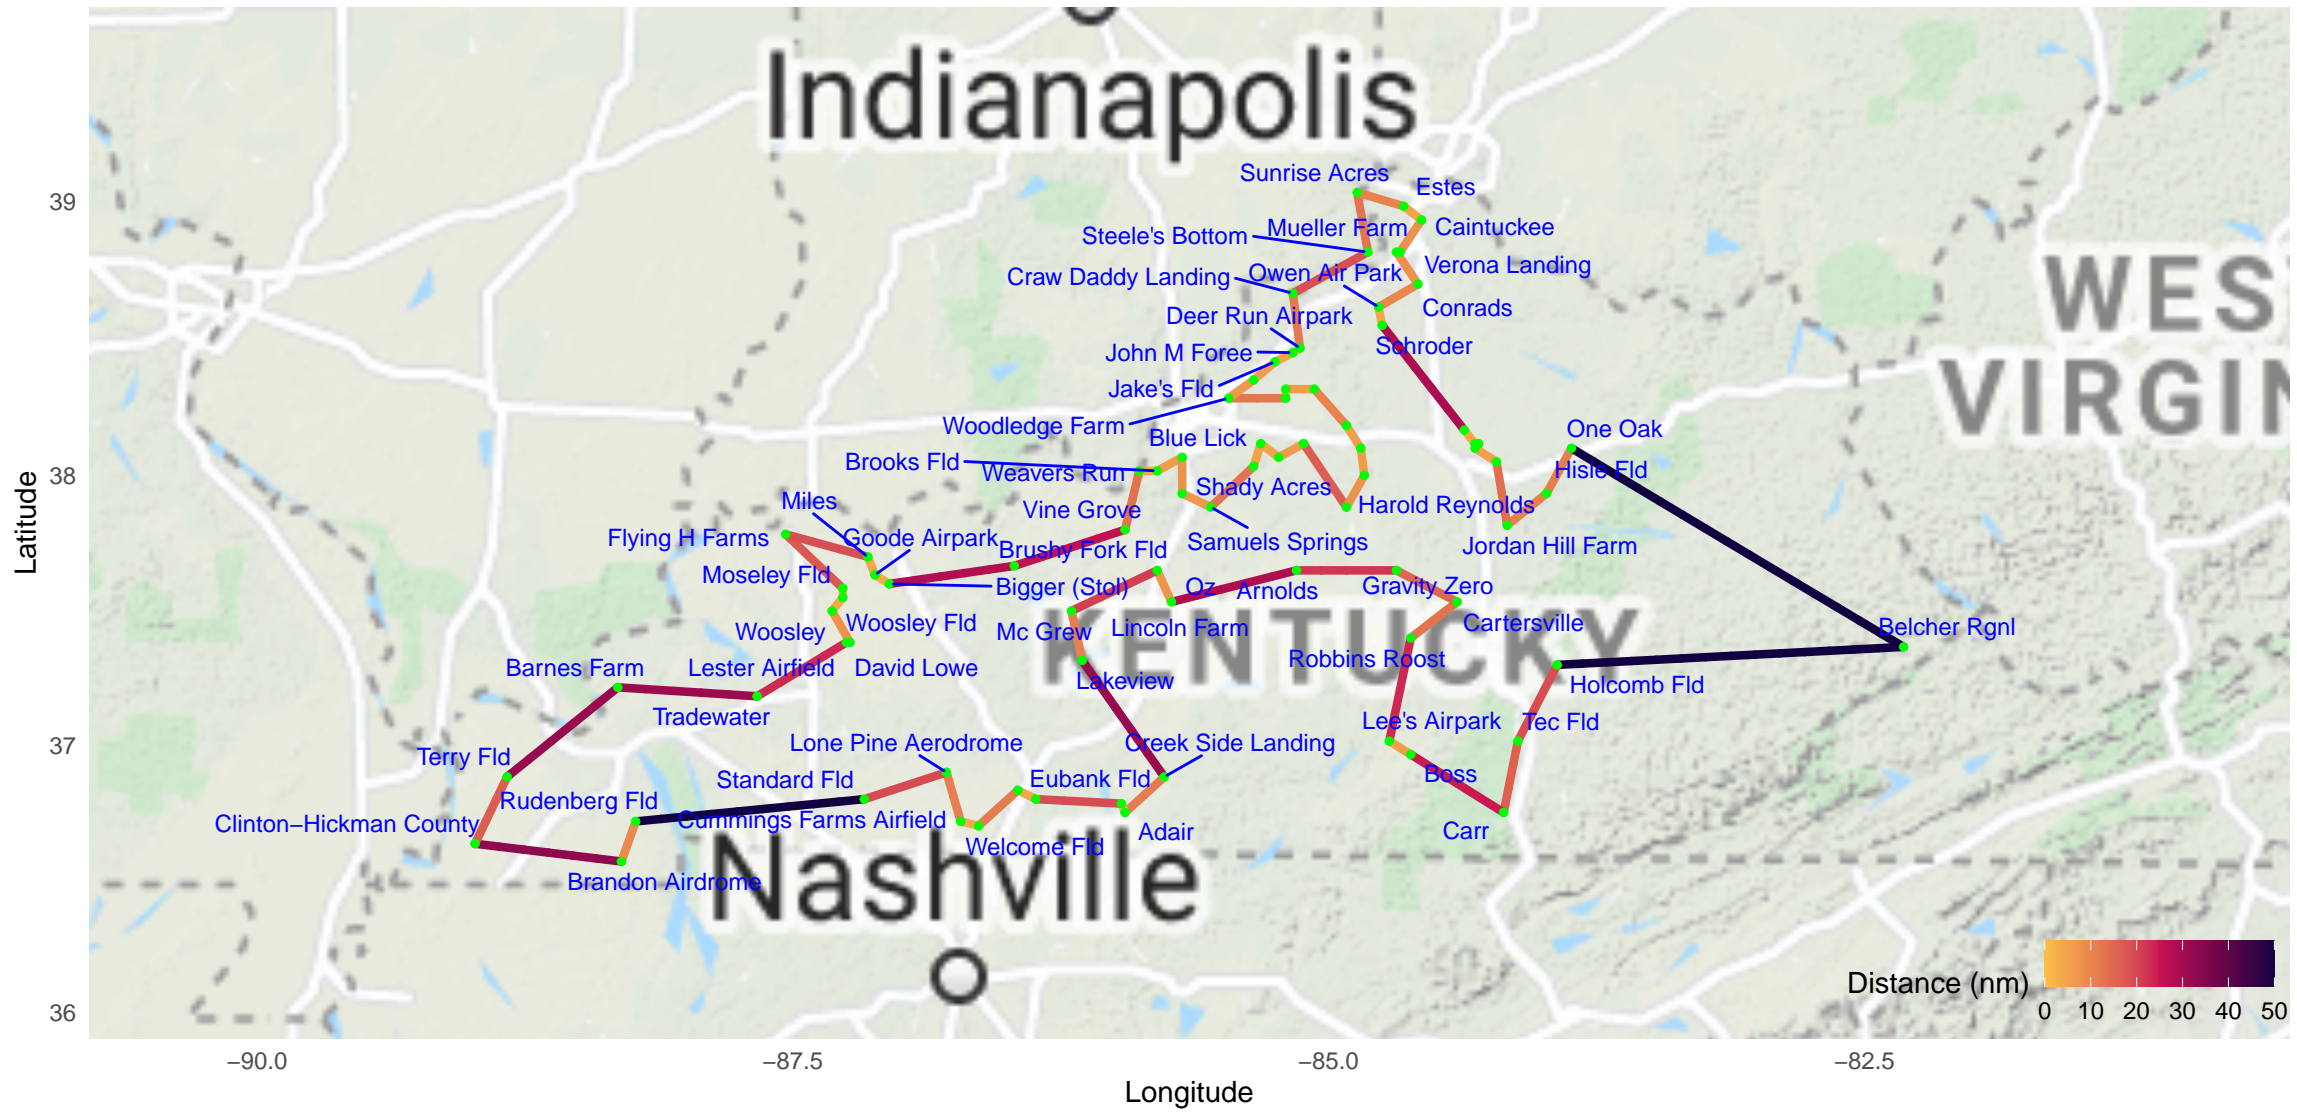 Indianapolis
Sunrise Acres
Estes
39
Mueller Farm
Caintuckee
Steele's Bottom
Verona Landing
Craw Daddy Landing
Owen Air Park
WES
Conrads
Deer Run Airpark
Schroder
John M Foree
VIRGIN
Jake's Fld
Woodledge Farm
One Oak
Blue Lick
Brooks Fld
Weavers Run
Hisle Fld
38
Shady Acres
Miles
Vine Grove
Harold Reynolds
Flying H Farms
Goode Airpark
Brushy Fork Fld
Samuels Springs
Jordan Hill Farm
Moseley Fld
Bigger (Stol)
Oz
Arnolds
Gravity Zero
Woosley
Woosley Fld
Mc Grew
Lincoln Farm
Cartersville
Belcher Rgnl
KENTUCKY
Barnes Farm
Lester Airfield
David Lowe
Lakeview
Robbins Roost
Holcomb Fld
Tradewater
Lee's Airpark
Tec Fld
37
Terry Fld
Lone Pine Aerodrome
Creek Side Landing
Standard Fld
Eubank Fld
Boss
Rudenberg Fld
Clinton−Hickman County
Cummings Farms Airfield
Adair
Carr
Welcome Fld
Brandon Airdrome
Nashville
36
Distance (nm)
0 10 20 30 40 50
−90.0 −87.5 −85.0 −82.5
Longitude
Latitude